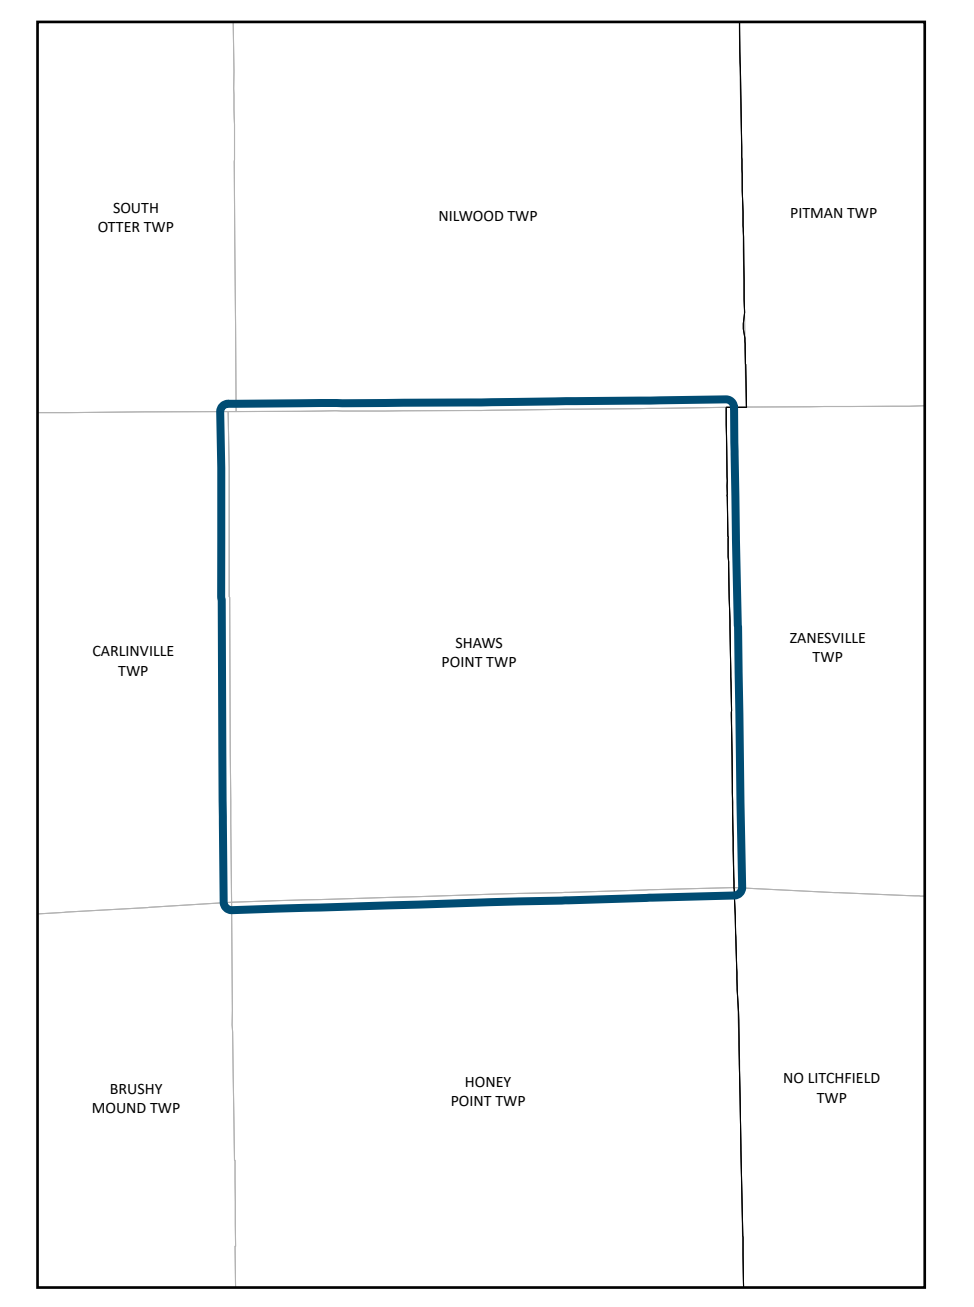 SOUTH
OTTER TWP
NILWOOD TWP
PITMAN TWP
CARLINVILLE
TWP
SHAWS
POINT TWP
ZANESVILLE
TWP
BRUSHY
MOUND TWP
HONEY
POINT TWP
NO LITCHFIELD
TWP